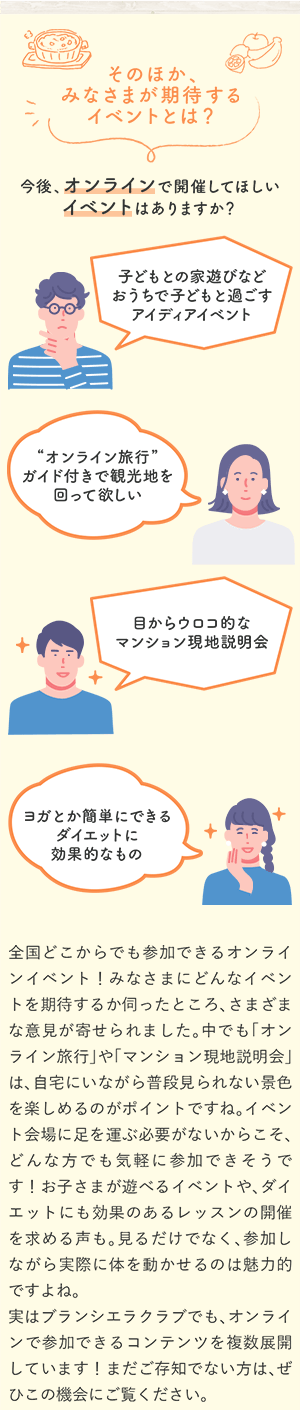 そのほか、
みなさまが期待する
イベントとは？
今後、オンラインで開催してほしい
イベントはありますか？
子どもとの家遊びなど
おうちで子どもと過ごす
アイディアイベント
“オンライン旅行”
ガイド付きで観光地を
回って欲しい
目からウロコ的な
マンション現地説明会
ヨガとか簡単にできる
ダイエットに
効果的なもの
全国どこからでも参加できるオンライ
ンイベント！みなさまにどんなイベン
トを期待するか伺ったところ、さまざま
な意見が寄せられました。中でも「オン
ライン旅行」や「マンション現地説明会」
は、自宅にいながら普段見られない景色
を楽しめるのがポイントですね。イベン
ト会場に足を運ぶ必要がないからこそ、
どんな方でも気軽に参加できそうで
す！お子さまが遊べるイベントや、ダイ
エットにも効果のあるレッスンの開催
を求める声も。見るだけでなく、参加し
ながら実際に体を動かせるのは魅力的
ですよね。
実はブランシエラクラブでも、オンライ
ンで参加できるコンテンツを複数展開
しています！まだご存知でない方は、ぜ
ひこの機会にご覧ください。